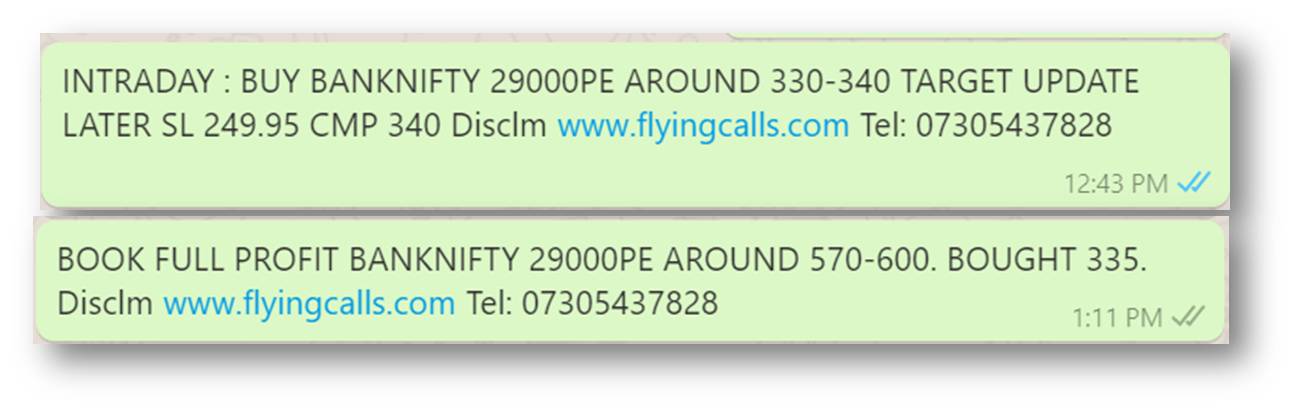 INTRADAY : BUY BANKNIFTY 29000PE AROUND 330-340 TARGET UPDATE
LATER SL 249.95 CMP 340 Disclm www.flyingcalls.com Tel: 07305437828
12:43 PM
BOOK FULL PROFIT BANKNIFTY 29000PE AROUND 570-600. BOUGHT 335.
Disclm www.flyingcalls.com Tel: 07305437828
1:11 PM